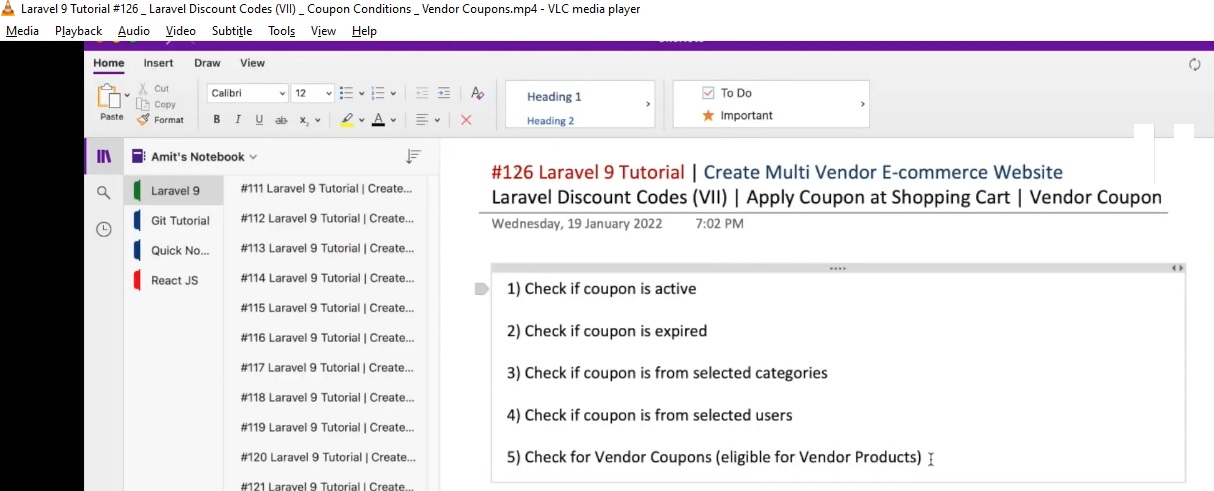 Laravel 9 Tutorial #126 _ Laravel Discount Codes (VII) _ Coupon Conditions _ Vendor Coupons.mp4 - VLC media player
Media Playback Audio Video Subtitle Tools View Help
Home Insert Draw View
Paste
Cut
Copy
Format
Calibri 12
B I U ab x A
Heading 1
Heading 2
To Do
Important
Amit's Notebook
Laravel 9
Git Tutorial
Quick No...
React JS
#111 Laravel 9 Tutorial | Create...
#112 Laravel 9 Tutorial | Create...
#113 Laravel 9 Tutorial | Create...
#114 Laravel 9 Tutorial | Create...
#115 Laravel 9 Tutorial | Create...
#116 Laravel 9 Tutorial | Create...
#117 Laravel 9 Tutorial | Create...
#118 Laravel 9 Tutorial | Create...
#119 Laravel 9 Tutorial | Create...
#120 Laravel 9 Tutorial | Create...
#121 Laravel 9 Tutorial | Create...
#126 Laravel 9 Tutorial | Create Multi Vendor E-commerce Website
Laravel Discount Codes (VII) | Apply Coupon at Shopping Cart | Vendor Coupon
Wednesday, 19 January 2022 7:02 PM
1) Check if coupon is active
2) Check if coupon is expired
3) Check if coupon is from selected categories
4) Check if coupon is from selected users
5) Check for Vendor Coupons (eligible for Vendor Products)